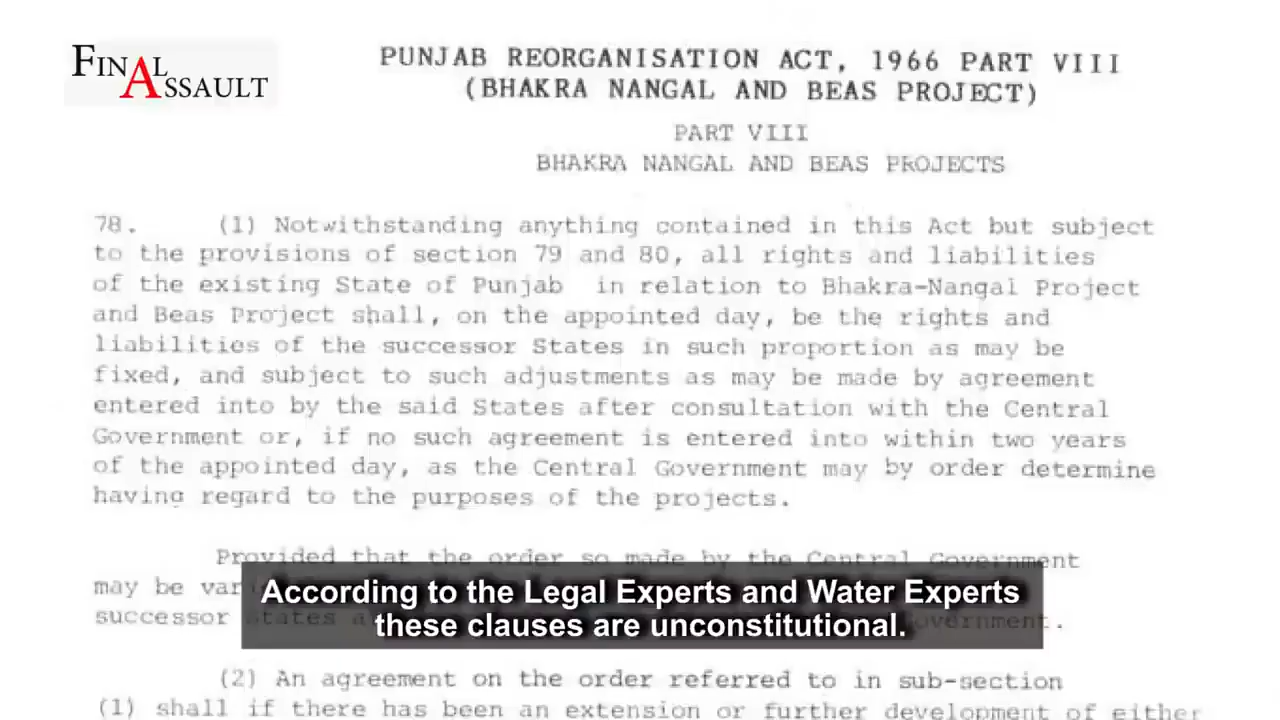 FINAL
ASSAULT
PUNJAB REORGANISATION ACT, 1966 PART VIII
(BHAKRA NANGAL AND BEAS PROJECT)
PART VIII
BHAKRA NANGAL AND BEAS PROJECTS
78. (1) Notwithstanding anything contained in this Act but subject
to the provisions of section 79 and 80, all rights and liabilities
of the existing State of Punjab in relation to Bhakra-Nangal Project
and Beas Project shall, on the appointed day, be the rights and
liabilities of the successor States in such proportion as may be
fixed, and subject to such adjustments as may be made by agreement
entered into by the said States after consultation with the Central
Government or, if no such agreement is entered into within two years
of the appointed day, as the Central Government may by order determine
having regard to the purposes of the projects.
Provided that the order so made by the Central Government
may be
successor States
According to the Legal Experts and Water Experts
these clauses are unconstitutional.
(2) An agreement on the order referred to in sub-section
(1) shall if there has been an extension or further development of either